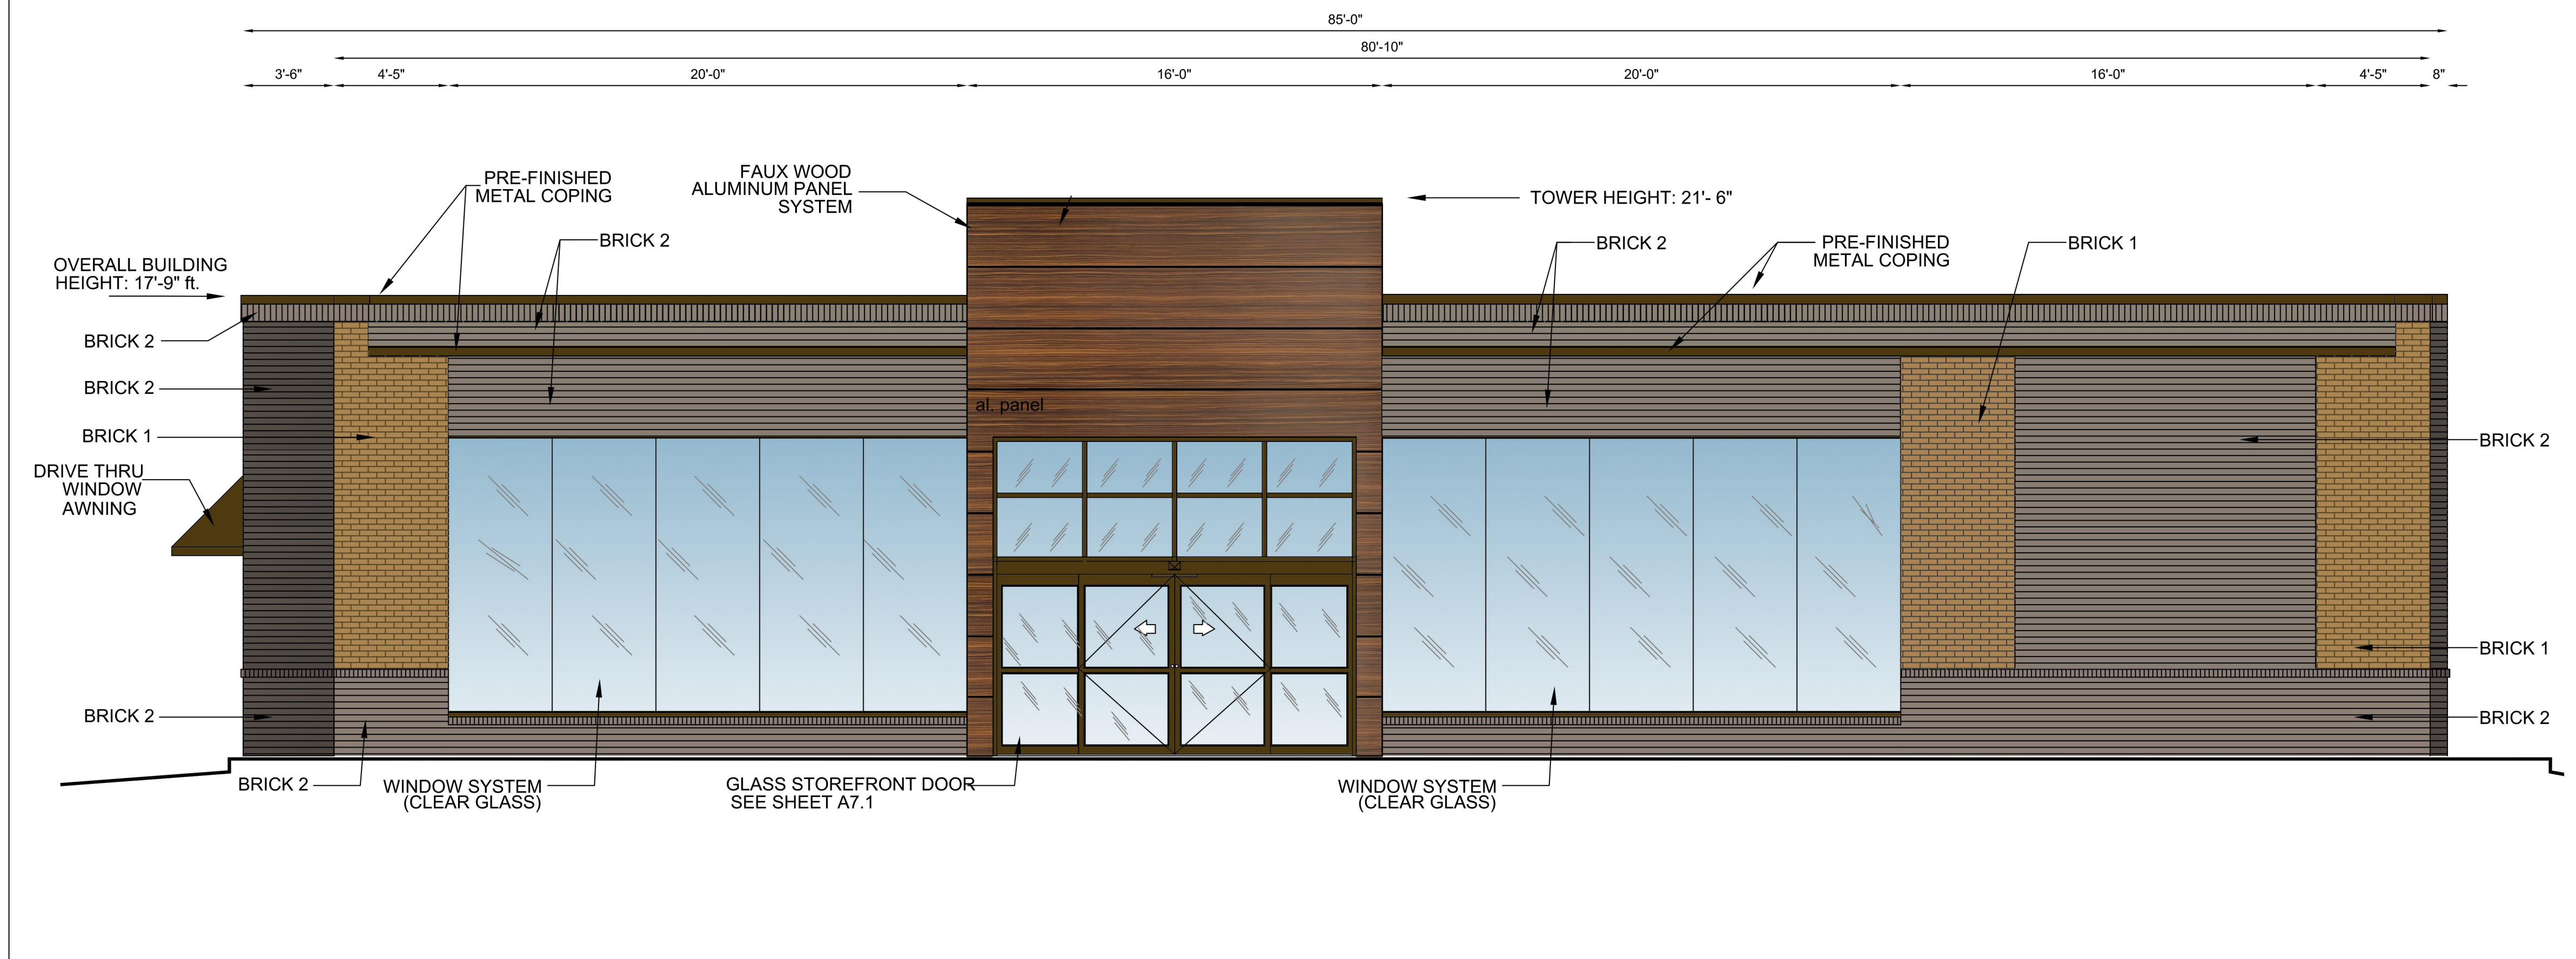 85'-0"
80'-10"
3'-6"
4'-5"
20'-0"
16'-0"
20'-0"
16'-0"
4'-5"
8"
PRE-FINISHED
METAL COPING
FAUX WOOD
ALUMINUM PANEL
SYSTEM
TOWER HEIGHT: 21'- 6"
BRICK 2
BRICK 2
PRE-FINISHED
METAL COPING
BRICK 1
OVERALL BUILDING
HEIGHT: 17'-9" ft.
BRICK 2
BRICK 2
al. panel
BRICK 1
BRICK 2
DRIVE THRU
WINDOW
AWNING
BRICK 1
BRICK 2
BRICK 2
BRICK 2
WINDOW SYSTEM
(CLEAR GLASS)
GLASS STOREFRONT DOOR
SEE SHEET A7.1
WINDOW SYSTEM
(CLEAR GLASS)